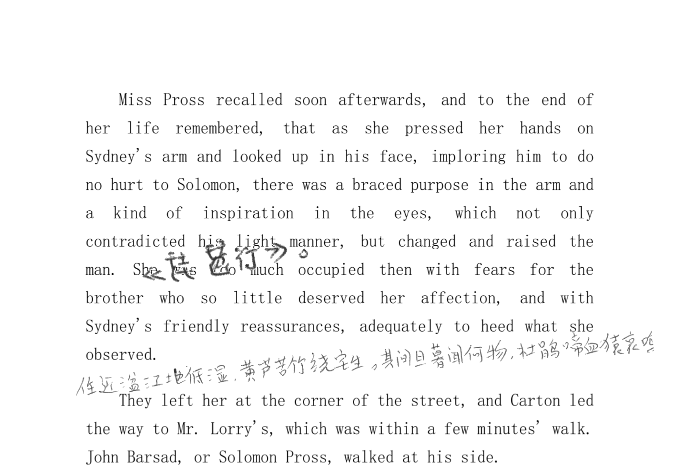 Miss Pross recalled soon afterwards, and to the end of
her life remembered, that as she pressed her hands on
Sydney's arm and looked up in his face, imploring him to do
no hurt to Solomon, there was a braced purpose in the arm and
a kind of inspiration in the eyes, which not only
contradicted his light manner, but changed and raised the
《琵琶行》。
man. She was too much occupied then with fears for the
brother who so little deserved her affection, and with
Sydney's friendly reassurances, adequately to heed what she
observed.
住近湓江地低湿,黄芦苦竹绕宅生,其间旦暮闻何物,杜鹃啼血猿哀鸣
They left her at the corner of the street, and Carton led
the way to Mr. Lorry's, which was within a few minutes' walk.
John Barsad, or Solomon Pross, walked at his side.